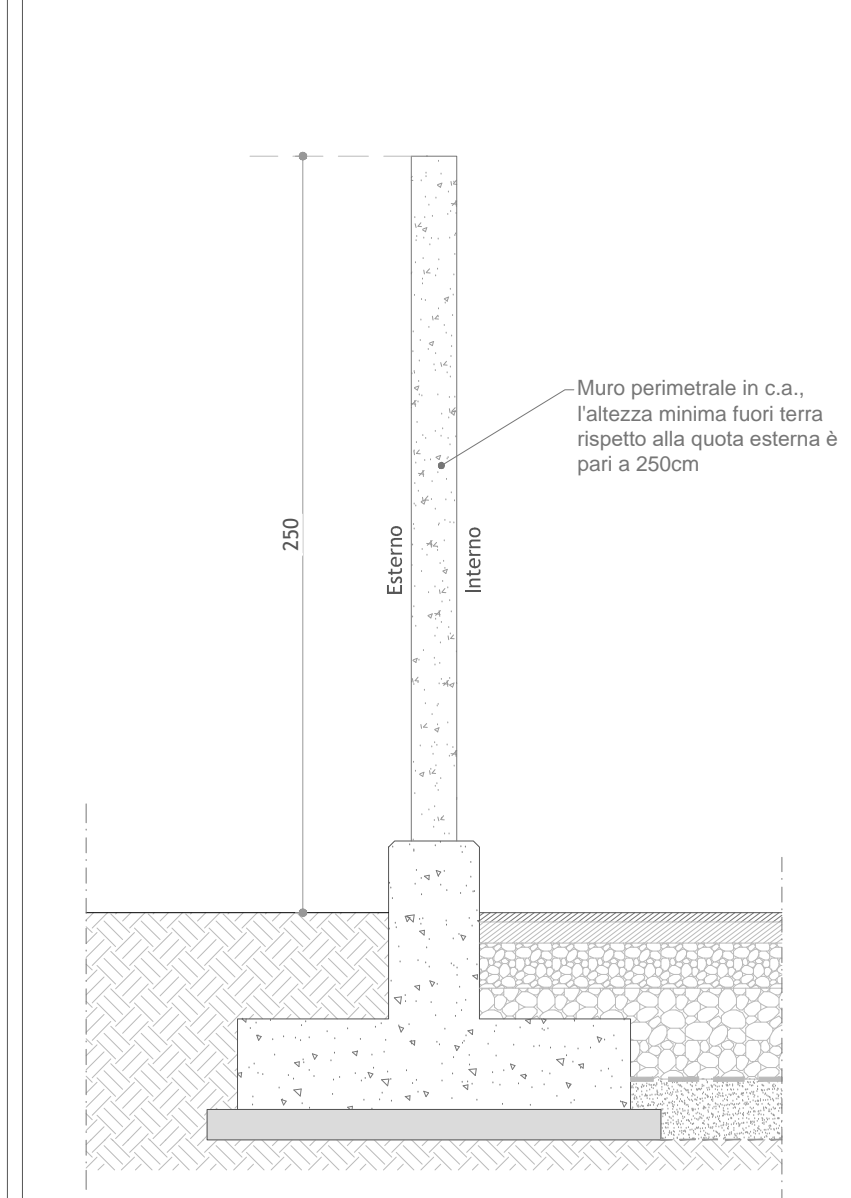 Muro perimetrale in c.a.,
l'altezza minima fuori terra
rispetto alla quota esterna è
pari a 250cm
250
Esterno
Interno